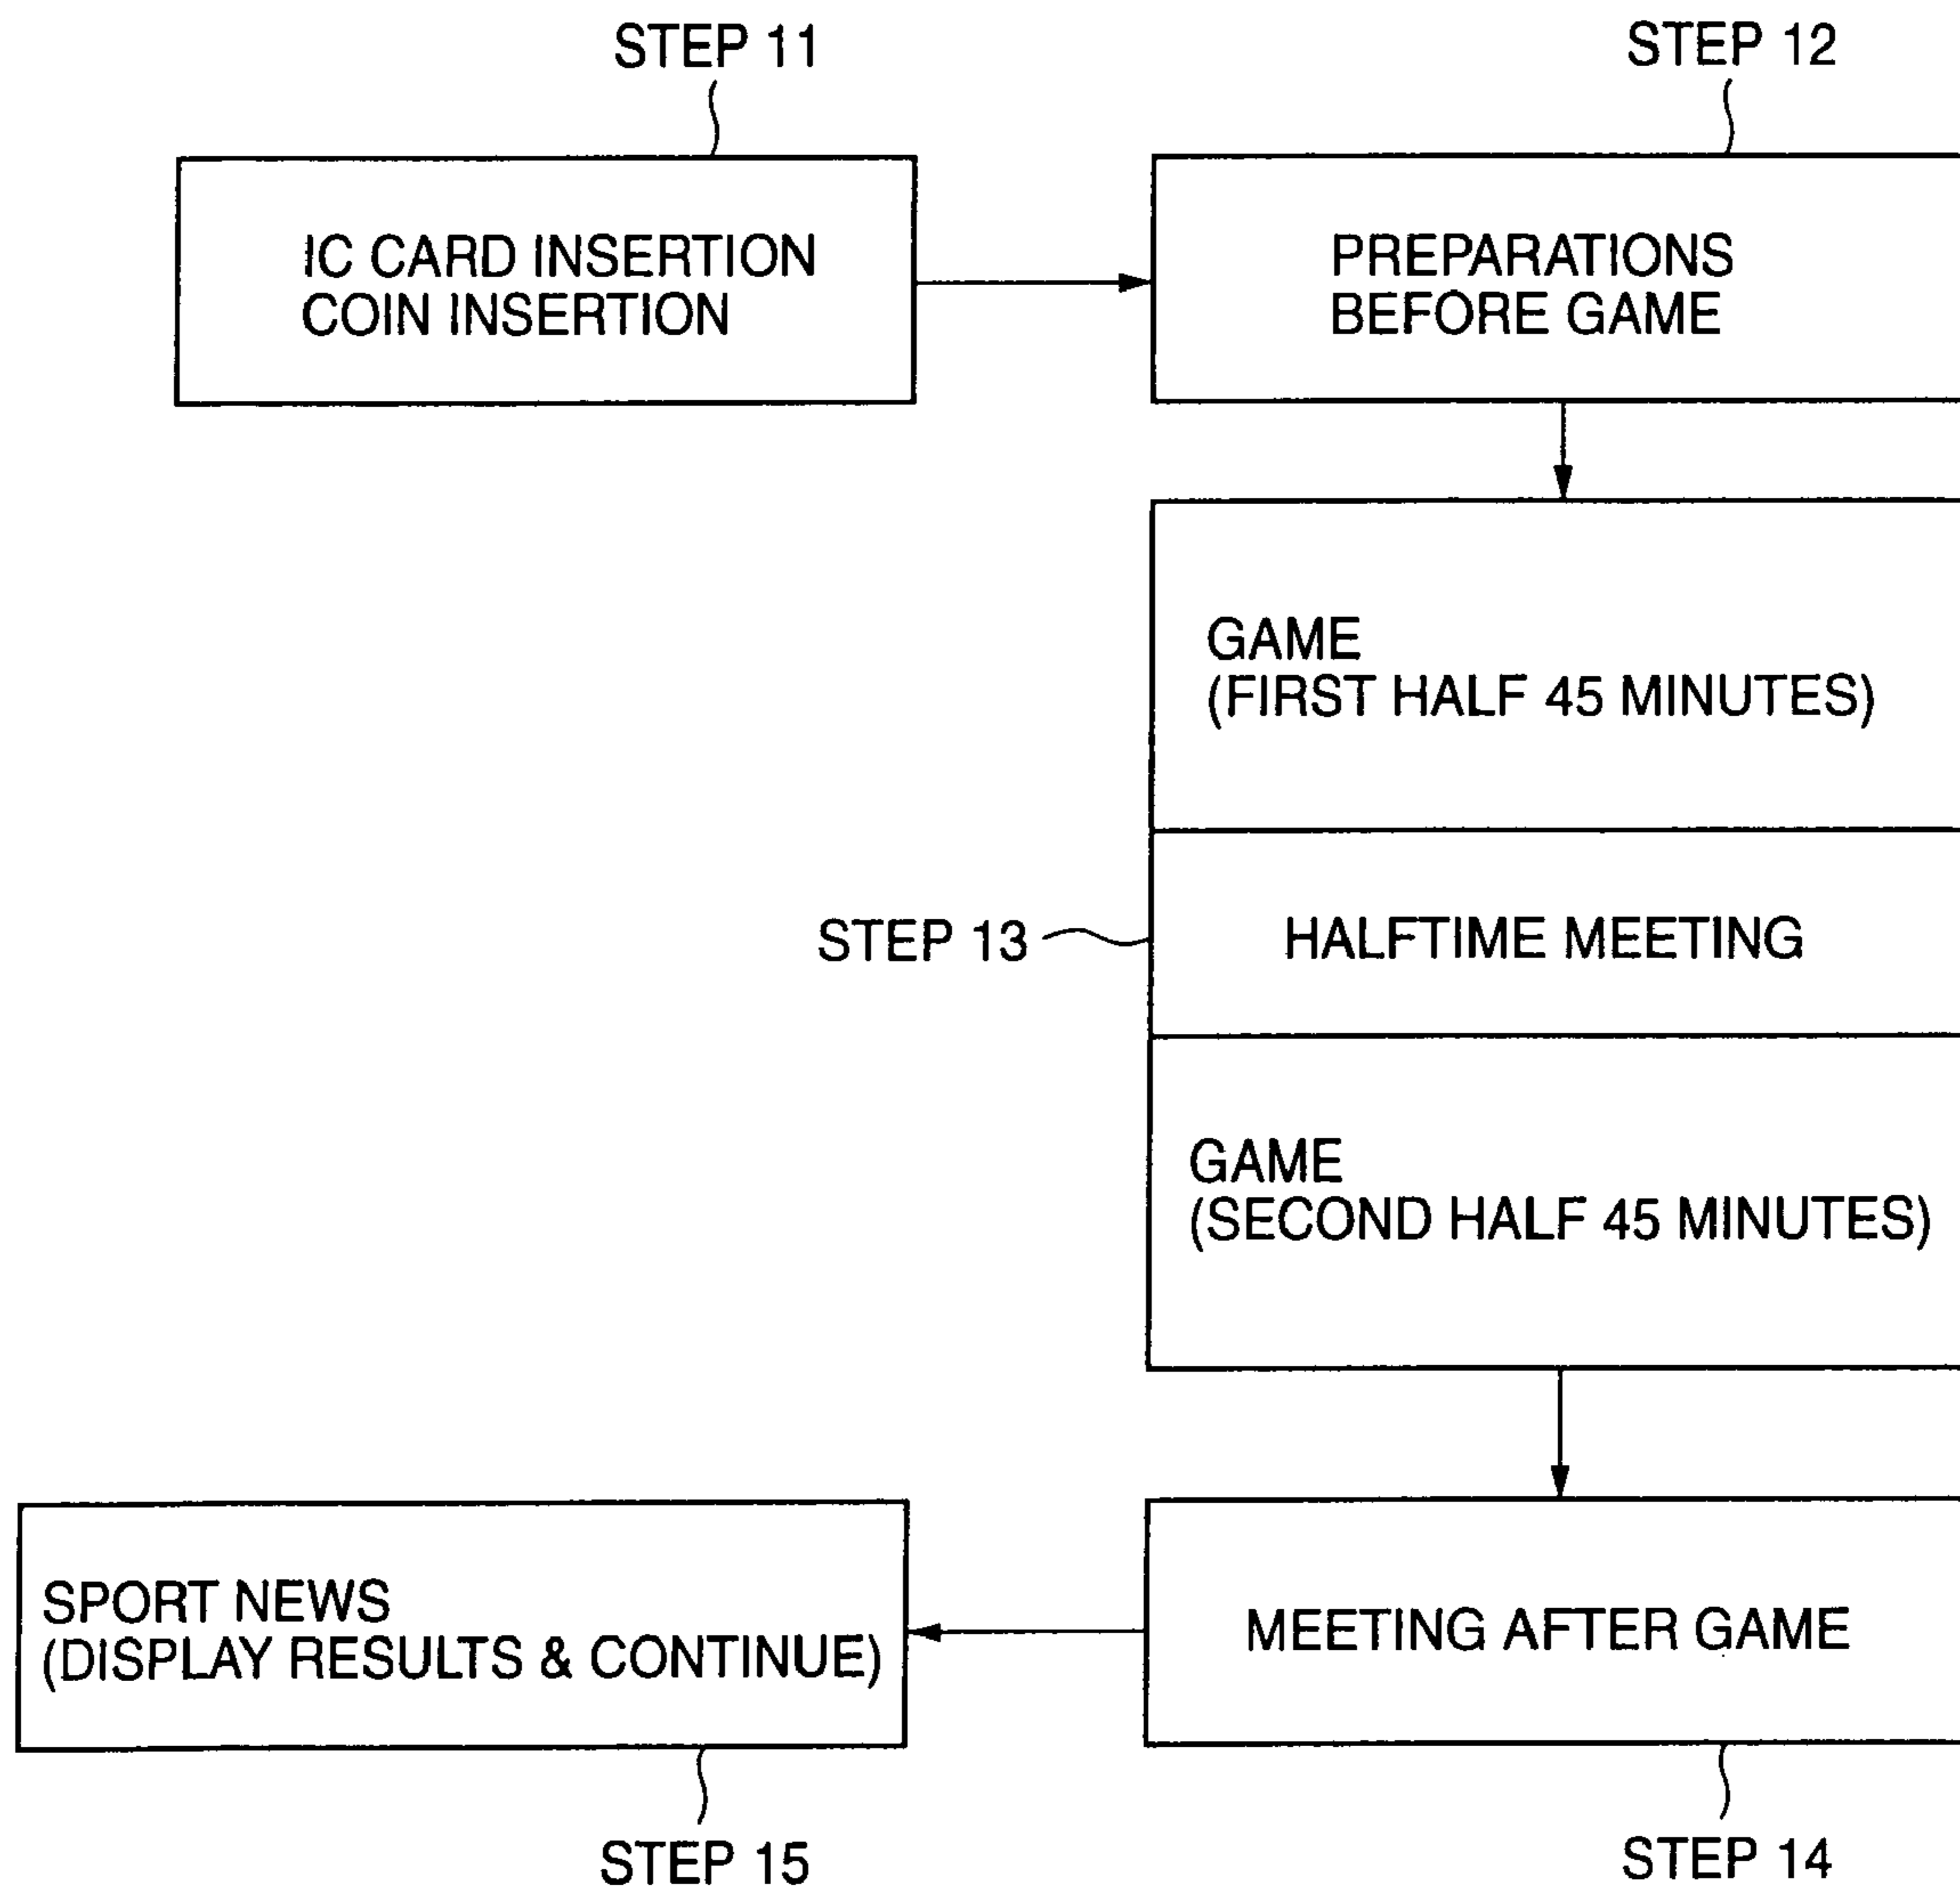 STEP 11
STEP 12
IC CARD INSERTION
COIN INSERTION
PREPARATIONS
BEFORE GAME
GAME
(FIRST HALF 45 MINUTES)
STEP 13
HALFTIME MEETING
GAME
(SECOND HALF 45 MINUTES)
SPORT NEWS
(DISPLAY RESULTS & CONTINUE)
MEETING AFTER GAME
STEP 15
STEP 14